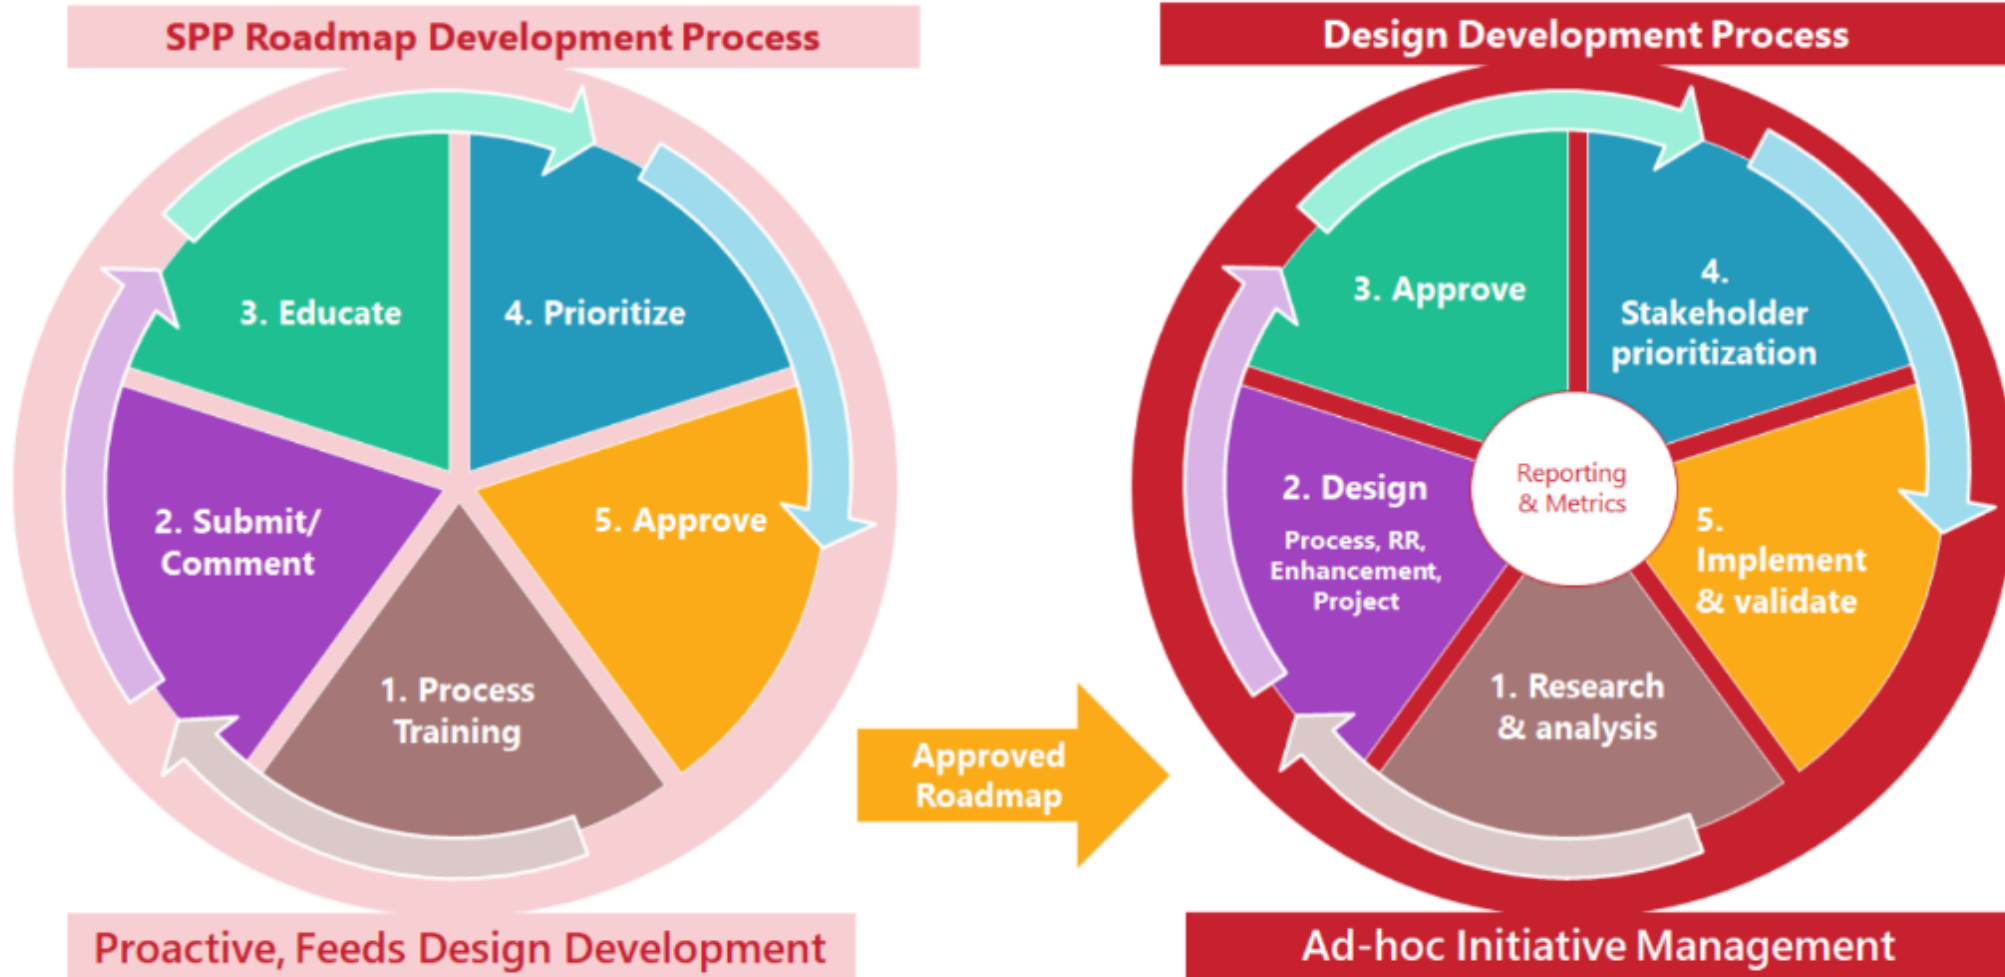 SPP Roadmap Development Process
3. Educate
4. Prioritize
2. Submit/
Comment
5. Approve
1. Process
Training
Proactive, Feeds Design Development
Approved
Roadmap
Design Development Process
3. Approve
4.
Stakeholder
prioritization
2. Design
Process, RR,
Enhancement,
Project
Reporting
& Metrics
5.
Implement
& validate
1. Research
& analysis
Ad-hoc Initiative Management